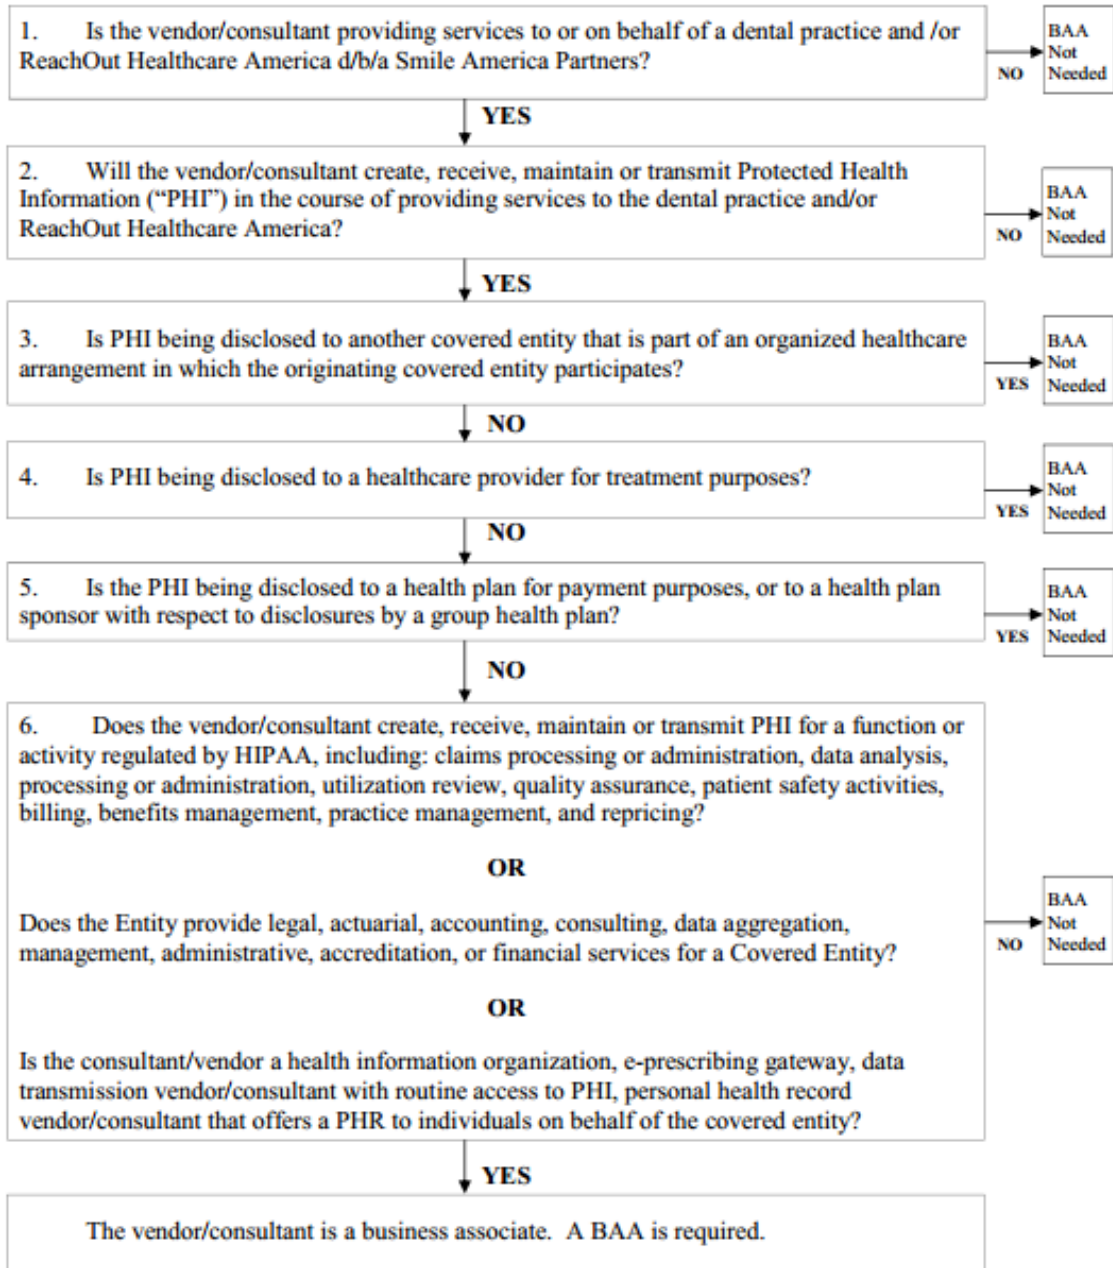 1. Is the vendor/consultant providing services to or on behalf of a dental practice and /or
ReachOut Healthcare America d/b/a Smile America Partners?
NO
BAA
Not
Needed
YES
2. Will the vendor/consultant create, receive, maintain or transmit Protected Health
Information (“PHI”) in the course of providing services to the dental practice and/or
ReachOut Healthcare America?
NO
BAA
Not
Needed
YES
3. Is PHI being disclosed to another covered entity that is part of an organized healthcare
arrangement in which the originating covered entity participates?
YES
BAA
Not
Needed
NO
4. Is PHI being disclosed to a healthcare provider for treatment purposes?
YES
BAA
Not
Needed
NO
5. Is the PHI being disclosed to a health plan for payment purposes, or to a health plan
sponsor with respect to disclosures by a group health plan?
YES
BAA
Not
Needed
NO
6. Does the vendor/consultant create, receive, maintain or transmit PHI for a function or
activity regulated by HIPAA, including: claims processing or administration, data analysis,
processing or administration, utilization review, quality assurance, patient safety activities,
billing, benefits management, practice management, and repricing?
OR
Does the Entity provide legal, actuarial, accounting, consulting, data aggregation,
management, administrative, accreditation, or financial services for a Covered Entity?
OR
Is the consultant/vendor a health information organization, e-prescribing gateway, data
transmission vendor/consultant with routine access to PHI, personal health record
vendor/consultant that offers a PHR to individuals on behalf of the covered entity?
NO
BAA
Not
Needed
YES
The vendor/consultant is a business associate. A BAA is required.